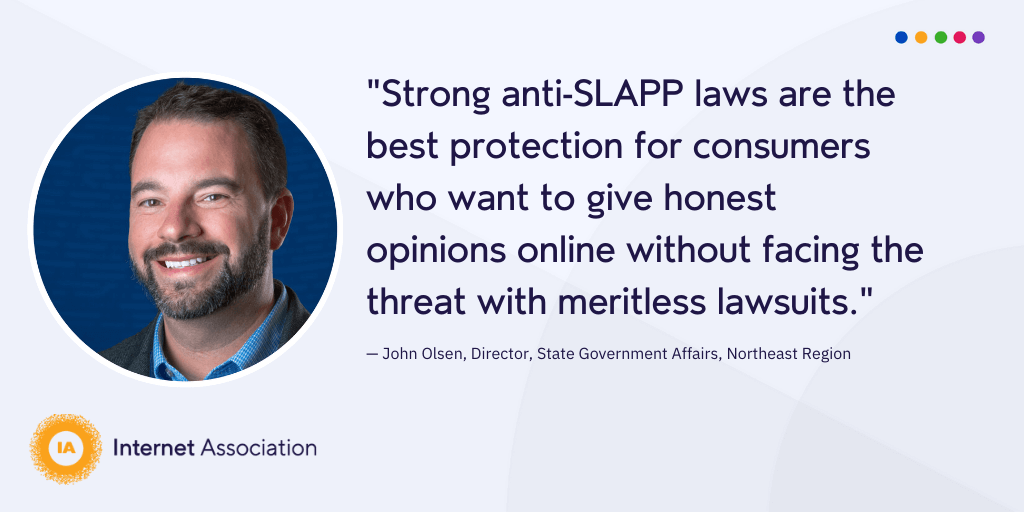 "Strong anti-SLAPP laws are the
best protection for consumers
who want to give honest
opinions online without facing the
threat with meritless lawsuits."
— John Olsen, Director, State Government Affairs, Northeast Region
IA
Internet Association